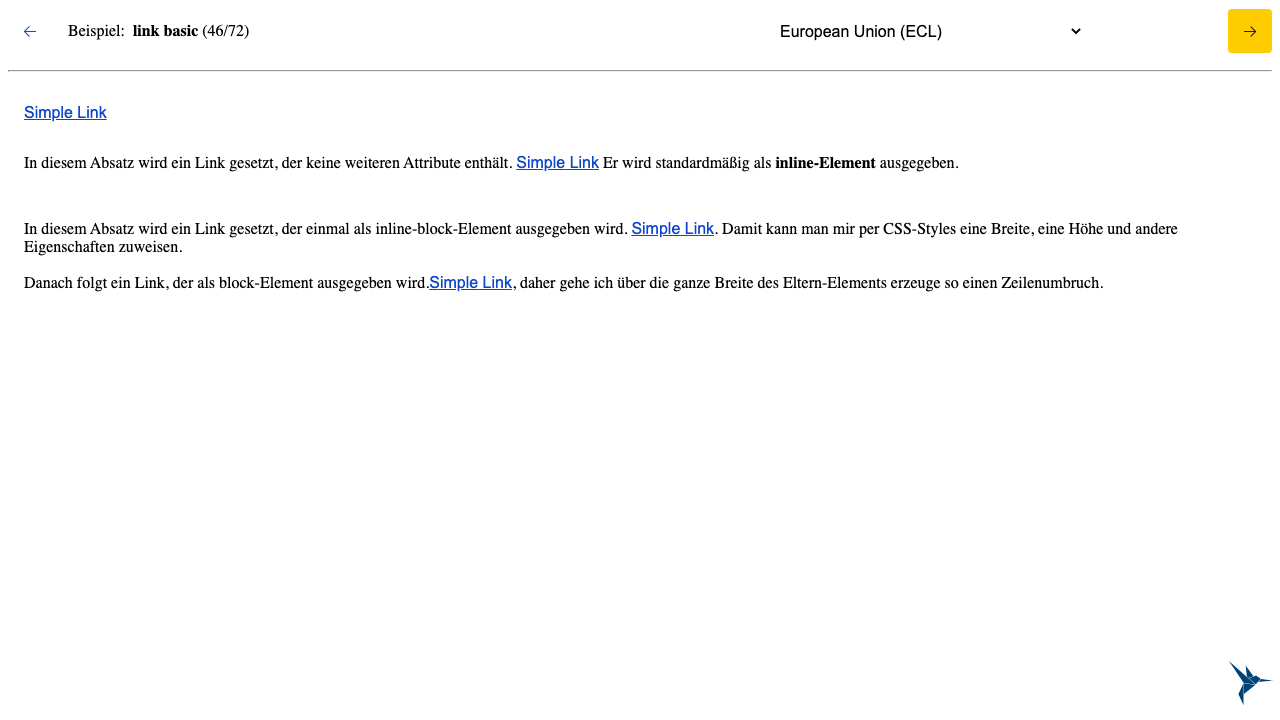 Beispiel: link basic (46/72) European Union (ECL)
Simple Link
In diesem Absatz wird ein Link gesetzt, der keine weiteren Attribute enthält. Simple Link Er wird standardmäßig als inline-Element ausgegeben.
In diesem Absatz wird ein Link gesetzt, der einmal als inline-block-Element ausgegeben wird. Simple Link. Damit kann man mir per CSS-Styles eine Breite, eine Höhe und andere
Eigenschaften zuweisen.
Danach folgt ein Link, der als block-Element ausgegeben wird.Simple Link, daher gehe ich über die ganze Breite des Eltern-Elements erzeuge so einen Zeilenumbruch.